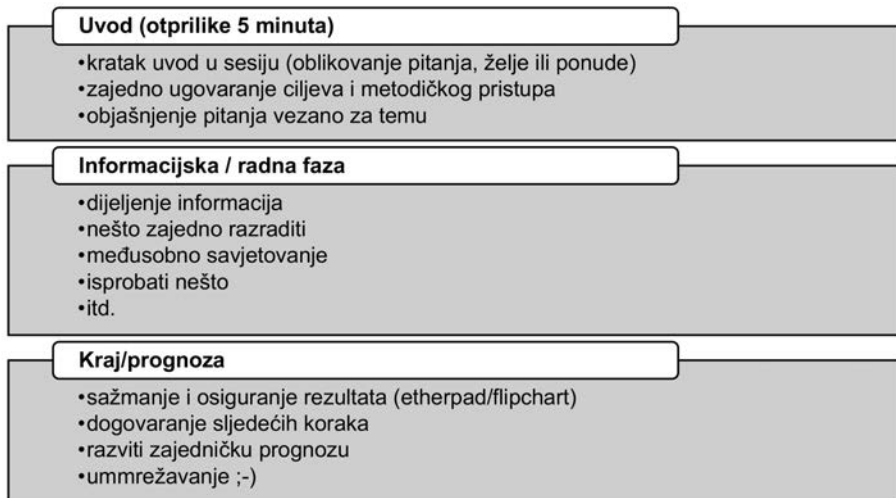 Uvod (otprilike 5 minuta)
•kratak uvod u sesiju (oblikovanje pitanja, želje ili ponude)
•zajedno ugovaranje ciljeva i metodičkog pristupa
•objašnjenje pitanja vezano za temu
Informacijska / radna faza
•dijeljenje informacija
•nešto zajedno razraditi
•međusobno savjetovanje
•isprobati nešto
•itd.
Kraj/prognoza
•sažmanje i osiguranje rezultata (etherpad/flipchart)
•dogovaranje sljedećih koraka
•razviti zajedničku prognozu
•ummrežavanje ;-)